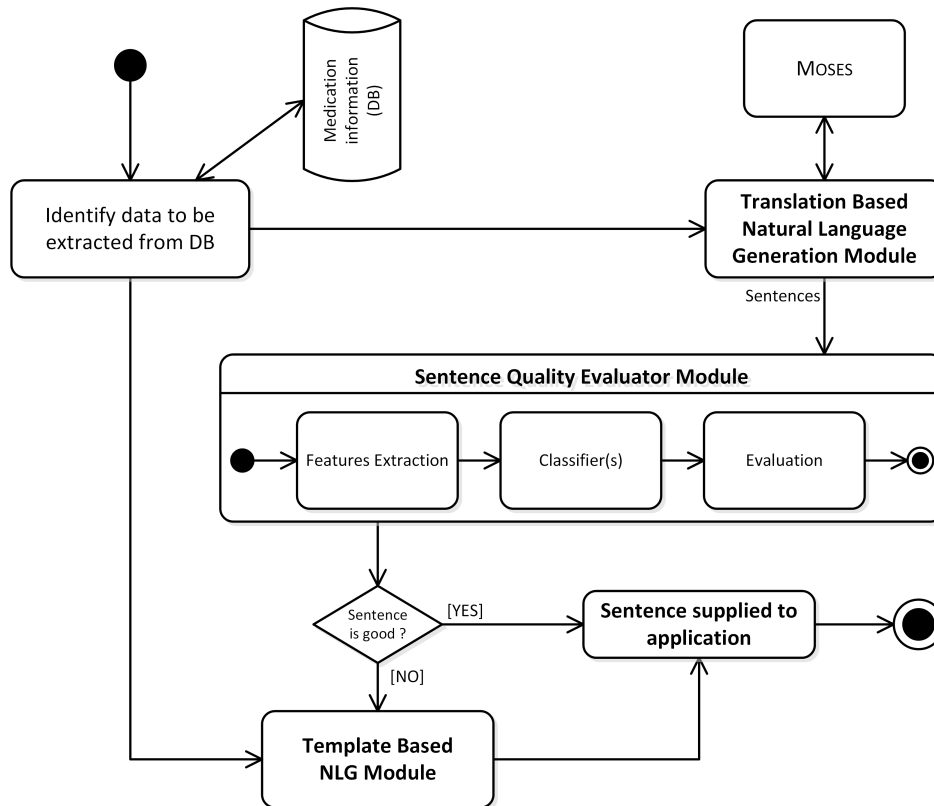 Medication
information
(DB)
MOSES
Identify data to be
extracted from DB
Translation Based
Natural Language
Generation Module
Sentences
Sentence Quality Evaluator Module
Features Extraction
Classifier(s)
Evaluation
Sentence
is good ?
[YES]
Sentence supplied to
application
[NO]
Template Based
NLG Module